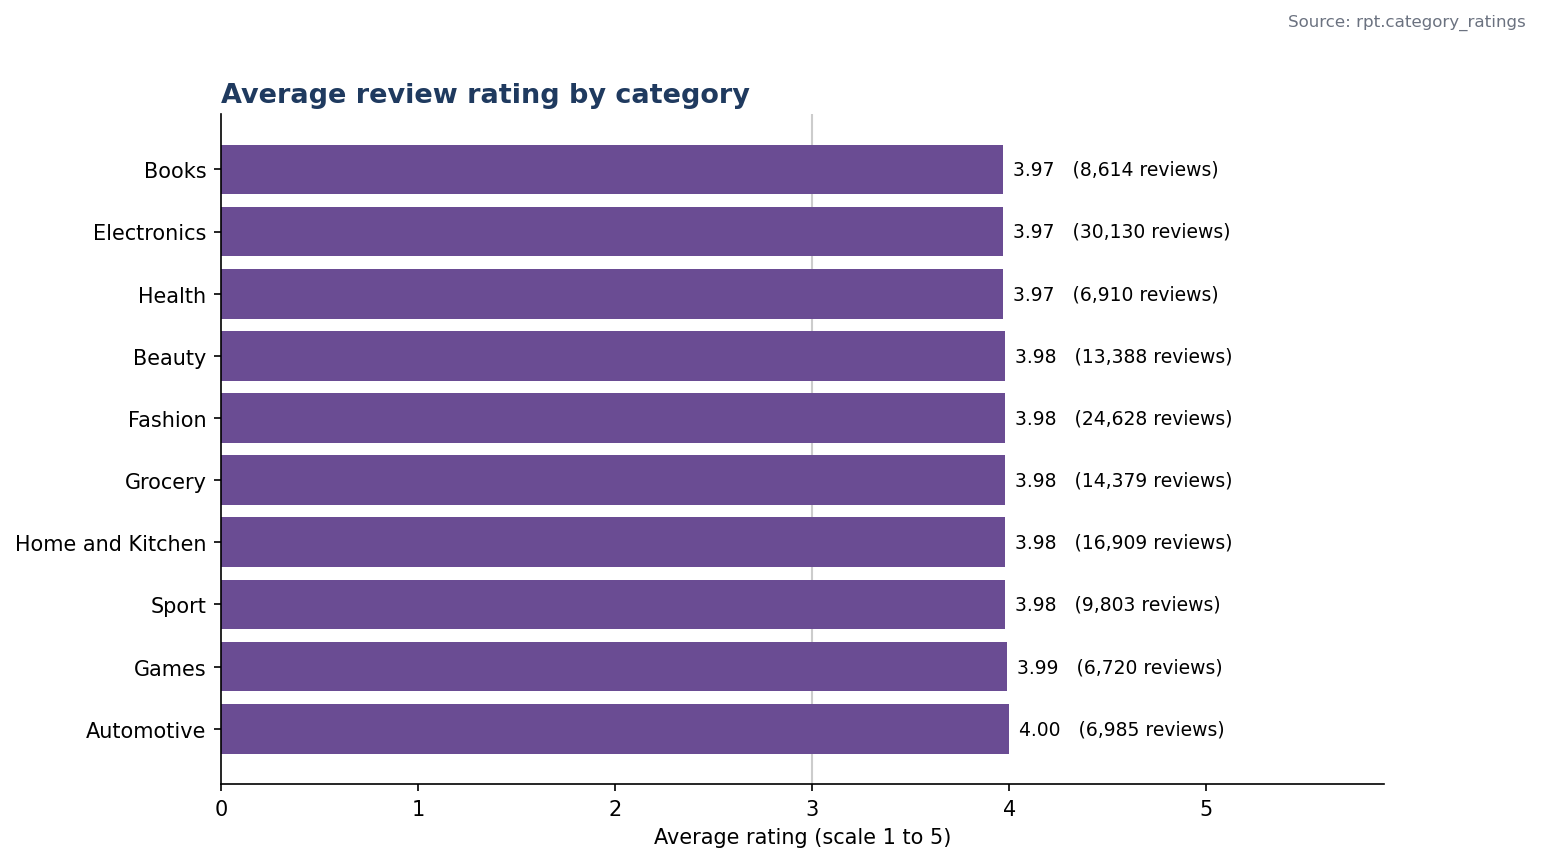 Source: rpt.category_ratings
Average review rating by category
Books 3.97 (8,614 reviews)
Electronics 3.97 (30,130 reviews)
Health 3.97 (6,910 reviews)
Beauty 3.98 (13,388 reviews)
Fashion 3.98 (24,628 reviews)
Grocery 3.98 (14,379 reviews)
Home and Kitchen 3.98 (16,909 reviews)
Sport 3.98 (9,803 reviews)
Games 3.99 (6,720 reviews)
Automotive 4.00 (6,985 reviews)
0 1 2 3 4 5
Average rating (scale 1 to 5)